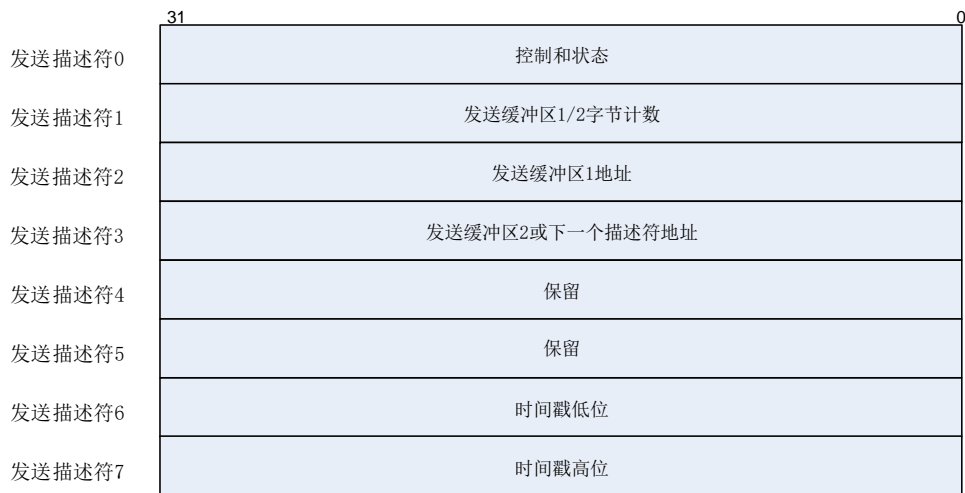 31 0
发送描述符0 控制和状态
发送描述符1 发送缓冲区1/2字节计数
发送描述符2 发送缓冲区1地址
发送描述符3 发送缓冲区2或下一个描述符地址
发送描述符4 保留
发送描述符5 保留
发送描述符6 时间戳低位
发送描述符7 时间戳高位